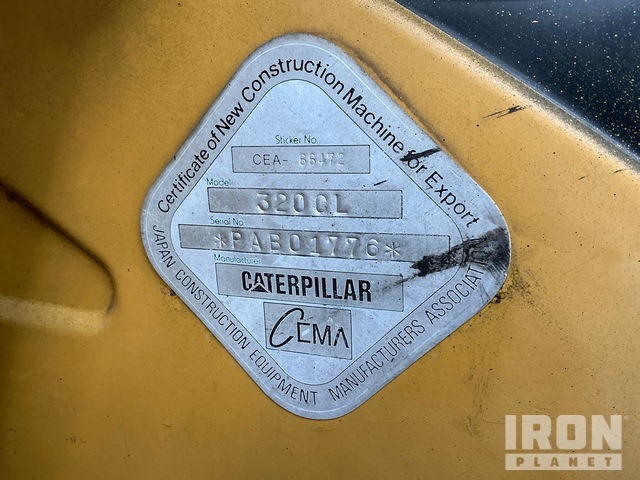 Certificate of New Construction Machine for Export
Sticker No.
CEA- 66472
Model
320CL
Serial No.
*PAB01776*
Manufacturer
CATERPILLAR
CEMA
JAPAN CONSTRUCTION EQUIPMENT MANUFACTURERS ASSOCIATION
IRON
PLANET